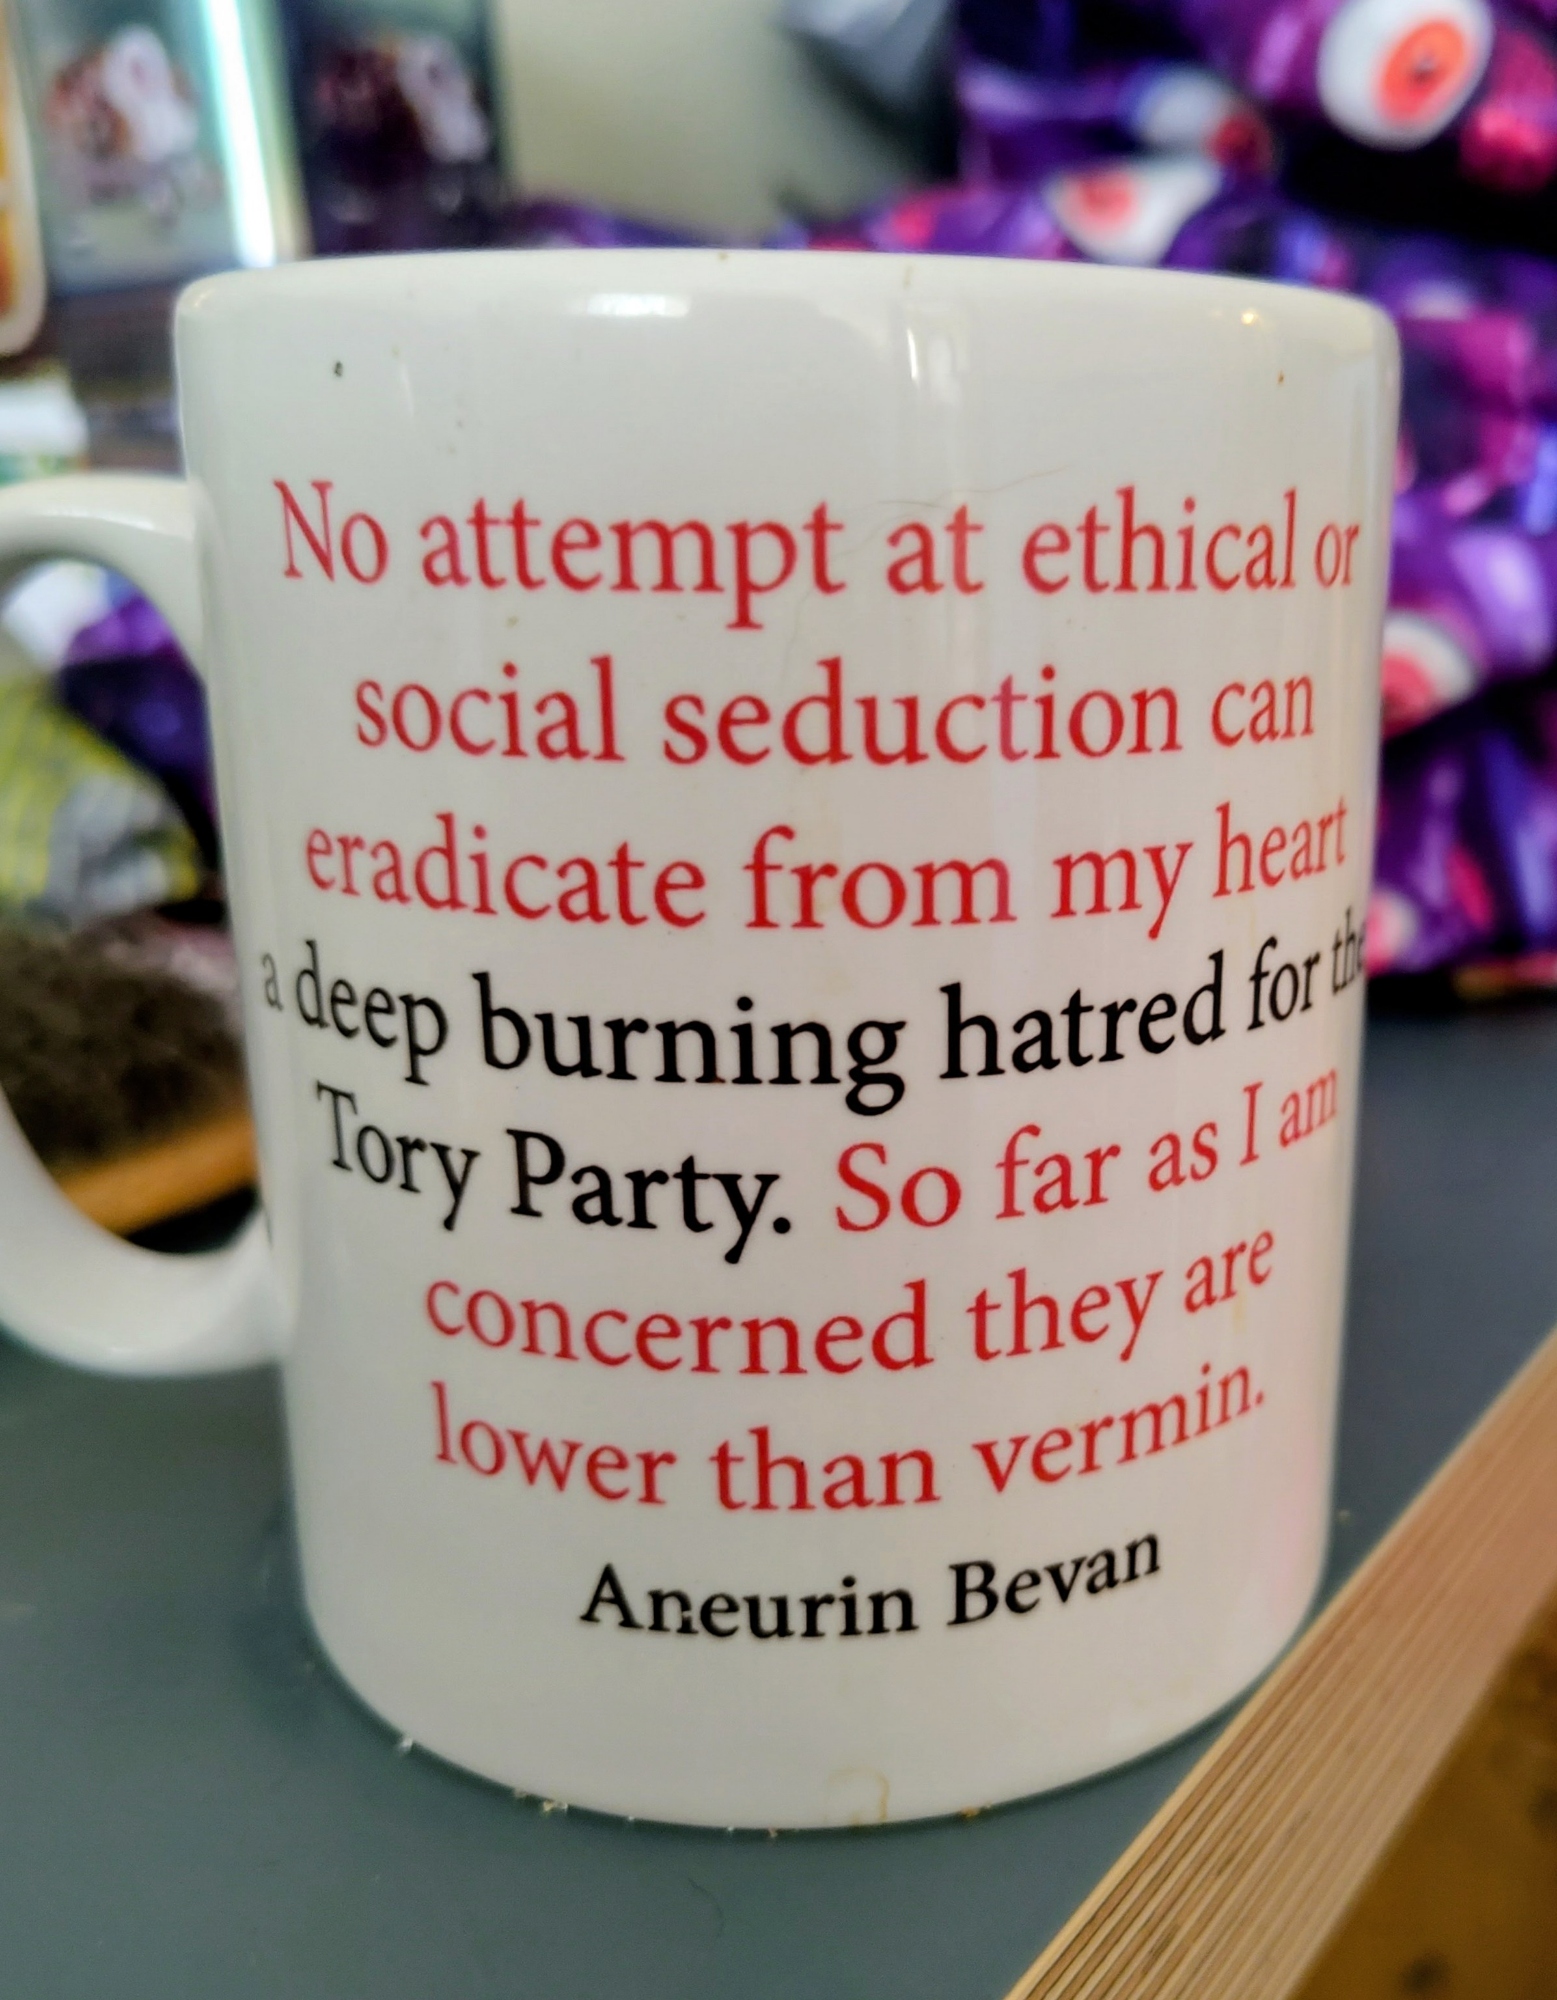 No attempt at ethical or
social seduction can
eradicate from my heart
a deep burning hatred for the
Tory Party. So far as I am
concerned they are
lower than vermin.
Aneurin Bevan